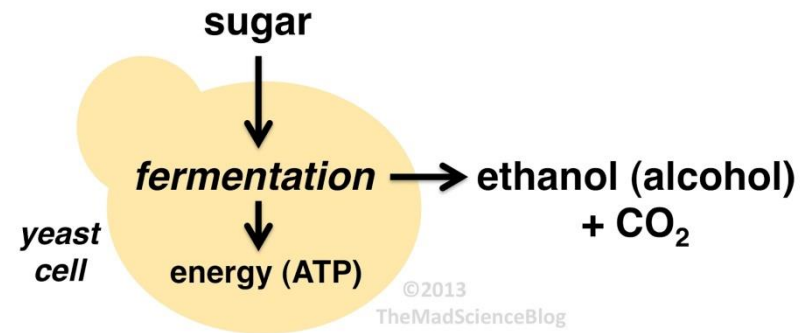 sugar
fermentation
ethanol (alcohol)
+ CO₂
yeast
cell
energy (ATP)
©2013
TheMadScienceBlog